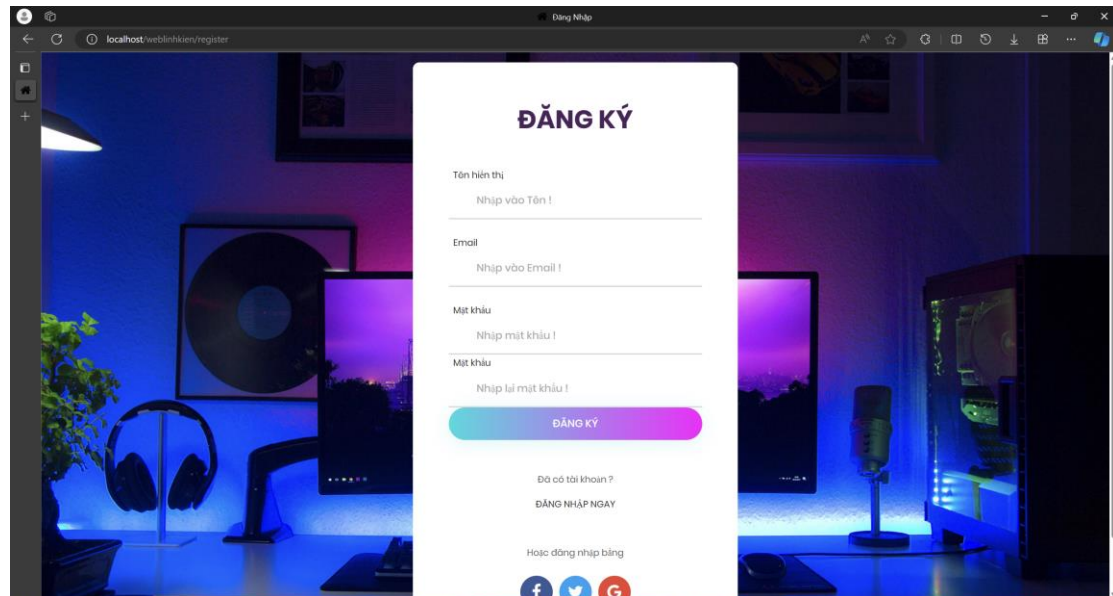 Đăng Nhập
localhost/weblinhkien/register
ĐĂNG KÝ
Tên hiển thị
Nhập vào Tên !
Email
Nhập vào Email !
Mật khẩu
Nhập mật khẩu !
Mật khẩu
Nhập lại mật khẩu !
ĐĂNG KÝ
Đã có tài khoản ?
ĐĂNG NHẬP NGAY
Hoặc đăng nhập bằng